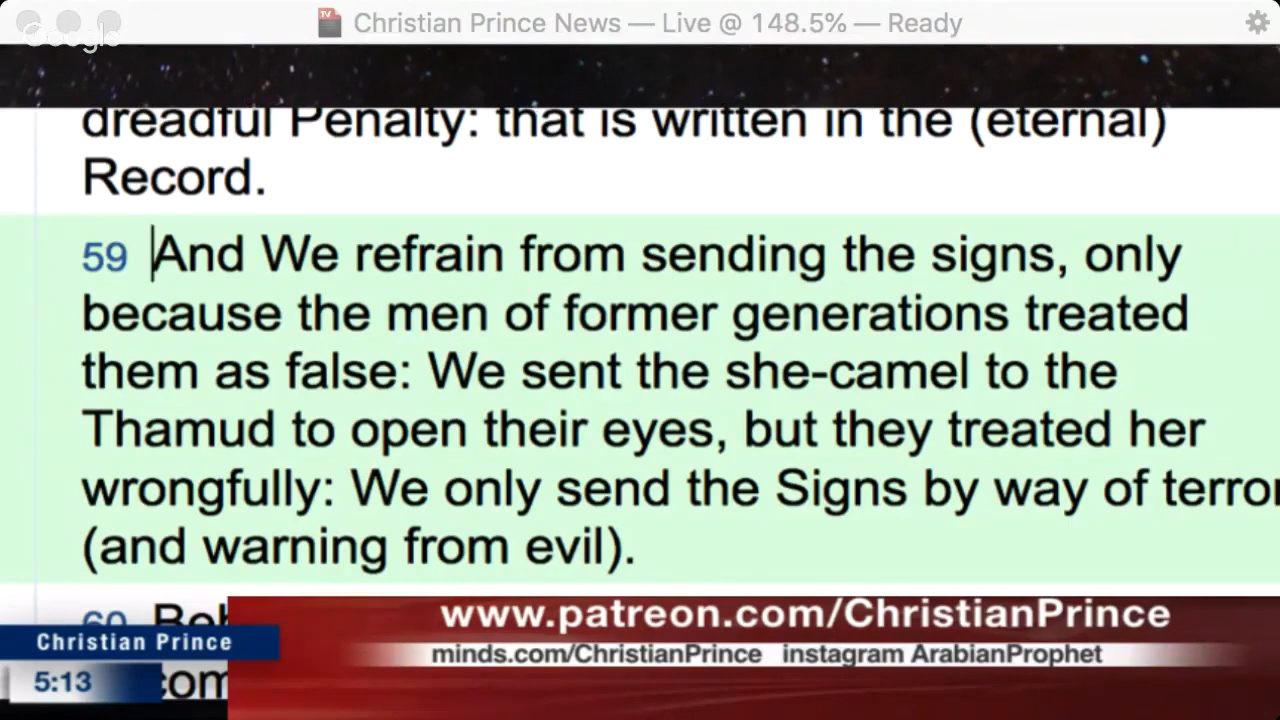 Christian Prince News — Live @ 148.5% — Ready
Google
dreadful Penalty: that is written in the (eternal)
Record.
59 And We refrain from sending the signs, only
because the men of former generations treated
them as false: We sent the she-camel to the
Thamud to open their eyes, but they treated her
wrongfully: We only send the Signs by way of terro
(and warning from evil).
60
www.patreon.com/ChristianPrince
Christian Prince
minds.com/ChristianPrince instagram ArabianProphet
5:13